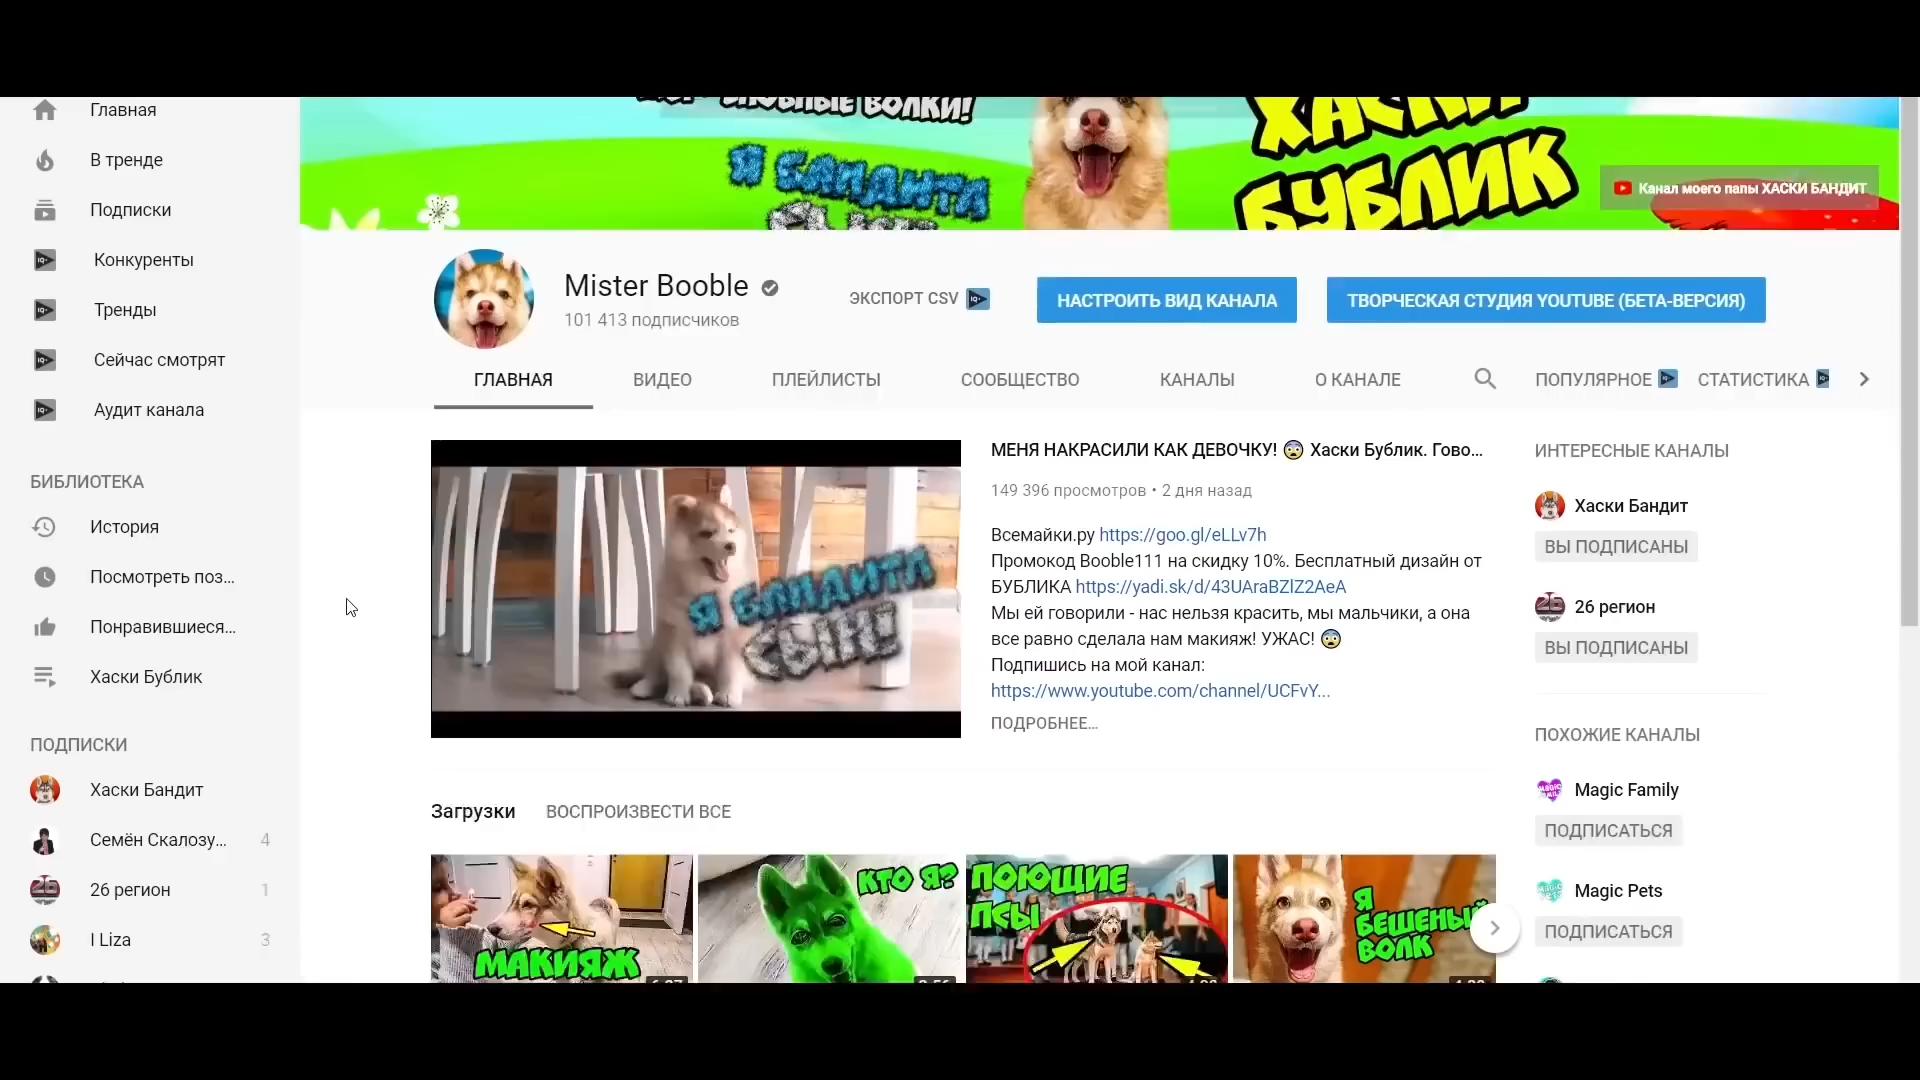 Главная
В тренде
Подписки
Конкуренты
Тренды
Сейчас смотрят
Аудит канала
БИБЛИОТЕКА
История
Посмотреть поз...
Понравившиеся...
Хаски Бублик
ПОДПИСКИ
Хаски Бандит
Семён Скалозу... 4
26 регион 1
I Liza 3
ВОЛКИ!
Я БАНДИТА
ХАСКИ
БУБЛИК
Канал моего папы ХАСКИ БАНДИТ
Mister Booble
101 413 подписчиков
ЭКСПОРТ CSV
НАСТРОИТЬ ВИД КАНАЛА
ТВОРЧЕСКАЯ СТУДИЯ YOUTUBE (БЕТА-ВЕРСИЯ)
ГЛАВНАЯ ВИДЕО ПЛЕЙЛИСТЫ СООБЩЕСТВО КАНАЛЫ О КАНАЛЕ ПОПУЛЯРНОЕ СТАТИСТИКА
Я БАНДИТА
СЫН!
МЕНЯ НАКРАСИЛИ КАК ДЕВОЧКУ! 😨 Хаски Бублик. Гово...
149 396 просмотров • 2 дня назад
Всемайки.ру https://goo.gl/eLLv7h
Промокод Booble111 на скидку 10%. Бесплатный дизайн от
БУБЛИКА https://yadi.sk/d/43UAraBZlZ2AeA
Мы ей говорили - нас нельзя красить, мы мальчики, а она
все равно сделала нам макияж! УЖАС! 😨
Подпишись на мой канал:
https://www.youtube.com/channel/UCFvY...
ПОДРОБНЕЕ...
Загрузки ВОСПРОИЗВЕСТИ ВСЕ
МАКИЯЖ
КТО Я?
ПОЮЩИЕ
ПСЫ
Я
БЕШЕНЫЙ
ВОЛК
ИНТЕРЕСНЫЕ КАНАЛЫ
Хаски Бандит
ВЫ ПОДПИСАНЫ
26 регион
ВЫ ПОДПИСАНЫ
ПОХОЖИЕ КАНАЛЫ
Magic Family
ПОДПИСАТЬСЯ
Magic Pets
ПОДПИСАТЬСЯ